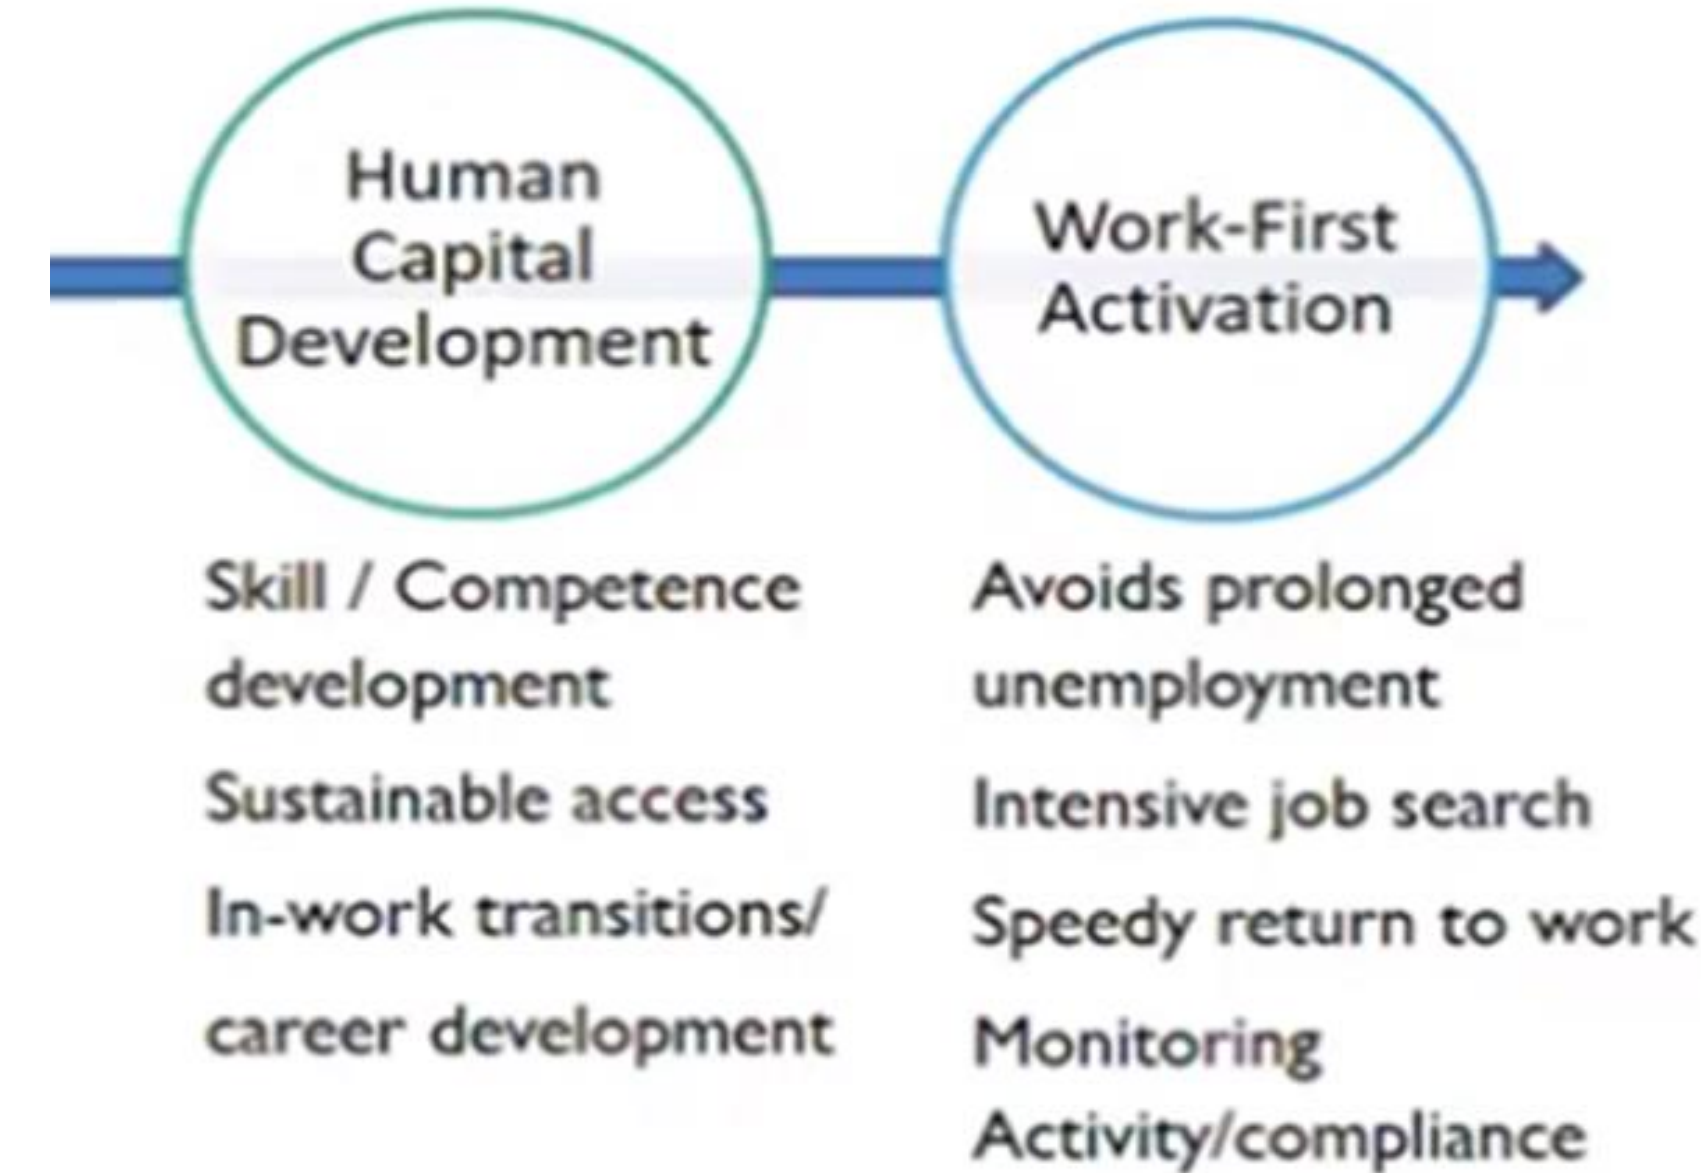 Human
Capital
Development
Work-First
Activation
Skill / Competence
development
Sustainable access
In-work transitions/
career development
Avoids prolonged
unemployment
Intensive job search
Speedy return to work
Monitoring
Activity/compliance